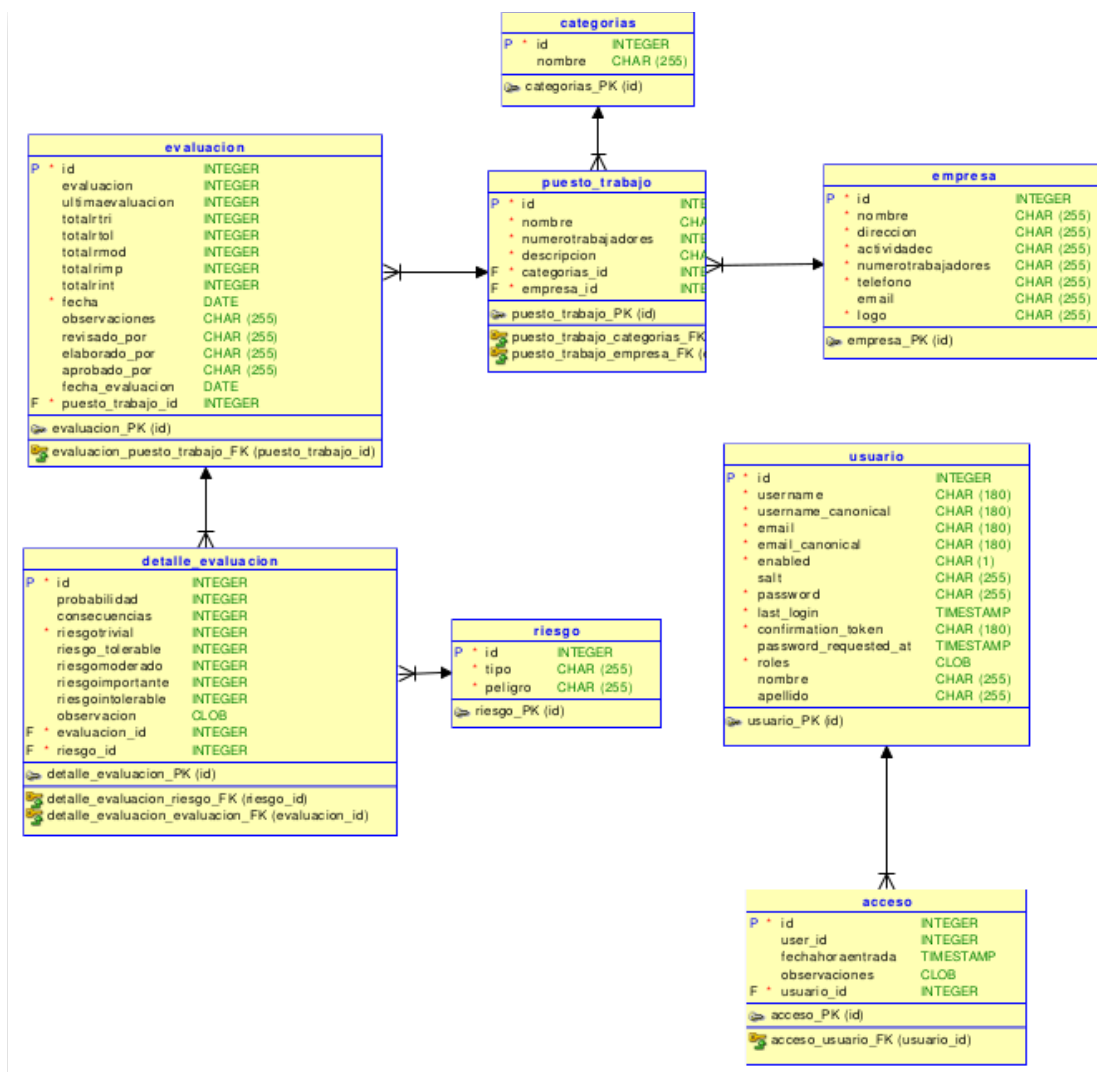 categorias
P * id INTEGER
nombre CHAR (255)
categorias_PK (id)
evaluacion
P * id INTEGER
evaluacion INTEGER
ultimaevaluacion INTEGER
totalrtri INTEGER
totalrtol INTEGER
totalrmod INTEGER
totalrimp INTEGER
totalrint INTEGER
* fecha DATE
observaciones CHAR (255)
revisado_por CHAR (255)
elaborado_por CHAR (255)
aprobado_por CHAR (255)
fecha_evaluacion DATE
F * puesto_trabajo_id INTEGER
evaluacion_PK (id)
evaluacion_puesto_trabajo_FK (puesto_trabajo_id)
puesto_trabajo
P * id INTE
* nombre CHA
* numerotrabajadores INTE
* descripcion CHA
F * categorias_id INTE
F * empresa_id INTE
puesto_trabajo_PK (id)
puesto_trabajo_categorias_FK
puesto_trabajo_empresa_FK (
empresa
P * id INTEGER
* nombre CHAR (255)
* direccion CHAR (255)
* actividadec CHAR (255)
* numerotrabajadores CHAR (255)
* telefono CHAR (255)
email CHAR (255)
* logo CHAR (255)
empresa_PK (id)
detalle_evaluacion
P * id INTEGER
probabilidad INTEGER
consecuencias INTEGER
* riesgotrivial INTEGER
riesgo_tolerable INTEGER
riesgomoderado INTEGER
riesgoimportante INTEGER
riesgointolerable INTEGER
observacion CLOB
F * evaluacion_id INTEGER
F * riesgo_id INTEGER
detalle_evaluacion_PK (id)
detalle_evaluacion_riesgo_FK (riesgo_id)
detalle_evaluacion_evaluacion_FK (evaluacion_id)
riesgo
P * id INTEGER
* tipo CHAR (255)
* peligro CHAR (255)
riesgo_PK (id)
usuario
P * id INTEGER
* username CHAR (180)
* username_canonical CHAR (180)
* email CHAR (180)
* email_canonical CHAR (180)
* enabled CHAR (1)
salt CHAR (255)
* password CHAR (255)
* last_login TIMESTAMP
* confirmation_token CHAR (180)
password_requested_at TIMESTAMP
* roles CLOB
nombre CHAR (255)
apellido CHAR (255)
usuario_PK (id)
acceso
P * id INTEGER
user_id INTEGER
fechahoraentrada TIMESTAMP
observaciones CLOB
F * usuario_id INTEGER
acceso_PK (id)
acceso_usuario_FK (usuario_id)